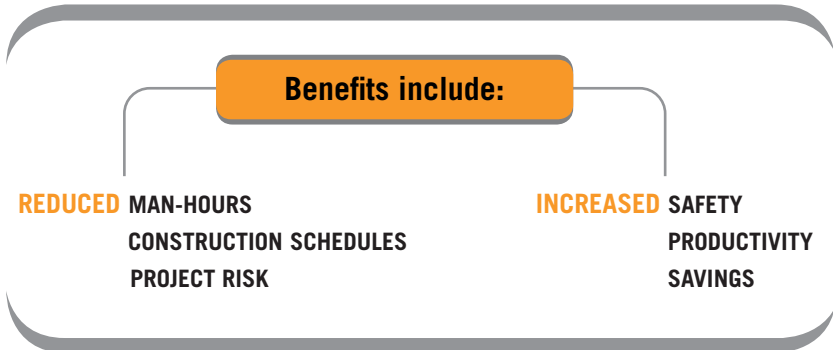 Benefits include:
REDUCED MAN-HOURS
CONSTRUCTION SCHEDULES
PROJECT RISK
INCREASED SAFETY
PRODUCTIVITY
SAVINGS